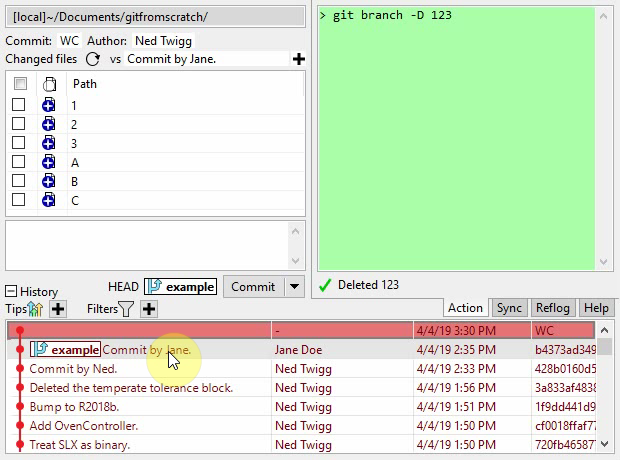 [local]~/Documents/gitfromscratch/
Commit: WC Author: Ned Twigg
Changed files vs Commit by Jane.
Path
1
2
3
A
B
C
> git branch -D 123
Deleted 123
History HEAD example Commit
Tips Filters
Action Sync Reflog Help
- 4/4/19 3:30 PM WC
example Commit by Jane. Jane Doe 4/4/19 2:35 PM b4373ad349
Commit by Ned. Ned Twigg 4/4/19 2:33 PM 428b0160d5
Deleted the temperate tolerance block. Ned Twigg 4/4/19 1:56 PM 3a833af4838
Bump to R2018b. Ned Twigg 4/4/19 1:51 PM 1f9dd441d9
Add OvenController. Ned Twigg 4/4/19 1:50 PM cf0018ffaf77
Treat SLX as binary. Ned Twigg 4/4/19 1:50 PM 720fb46587